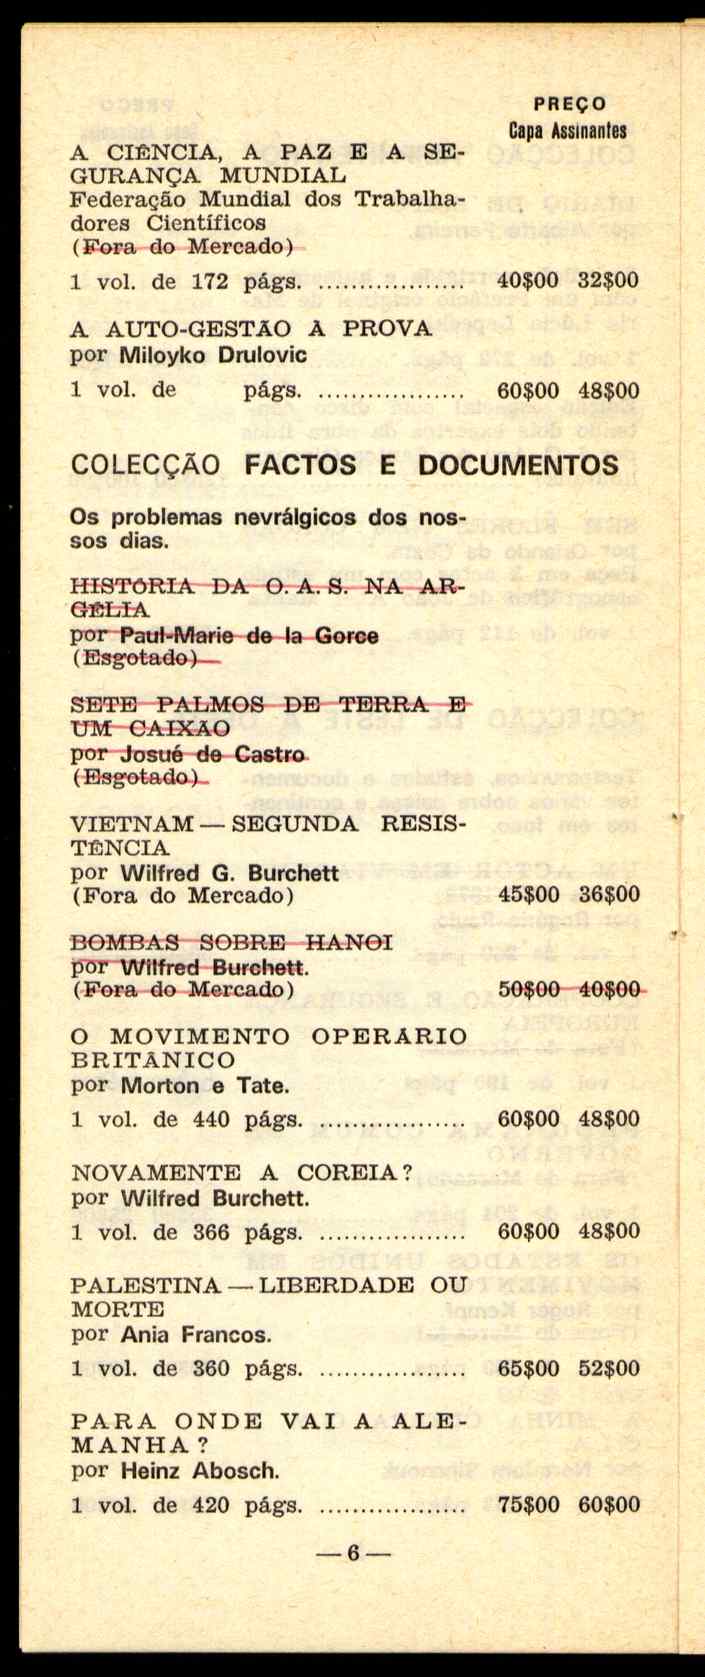 PREÇO
Capa Assinantes
A CIÊNCIA, A PAZ E A SE-
GURANÇA MUNDIAL
Federação Mundial dos Trabalha-
dores Científicos
(Fora do Mercado)
1 vol. de 172 págs. .................. 40$00 32$00
A AUTO-GESTÃO À PROVA
por Miloyko Drulovic
1 vol. de págs. .................. 60$00 48$00
COLECÇÃO FACTOS E DOCUMENTOS
Os problemas nevrálgicos dos nos-
sos dias.
HISTÓRIA DA O. A. S. NA AR-
GÉLIA
por Paul-Marie de la Gorce
(Esgotado)
SETE PALMOS DE TERRA E
UM CAIXÃO
por Josué de Castro
(Esgotado)
VIETNAM — SEGUNDA RESIS-
TÊNCIA
por Wilfred G. Burchett
(Fora do Mercado) 45$00 36$00
BOMBAS SOBRE HANOI
por Wilfred Burchett.
(Fora do Mercado) 50$00 40$00
O MOVIMENTO OPERÁRIO
BRITÂNICO
por Morton e Tate.
1 vol. de 440 págs. .................. 60$00 48$00
NOVAMENTE A COREIA?
por Wilfred Burchett.
1 vol. de 366 págs. .................. 60$00 48$00
PALESTINA — LIBERDADE OU
MORTE
por Ania Francos.
1 vol. de 360 págs. .................. 65$00 52$00
PARA ONDE VAI A ALE-
MANHA?
por Heinz Abosch.
1 vol. de 420 págs. .................. 75$00 60$00
— 6 —